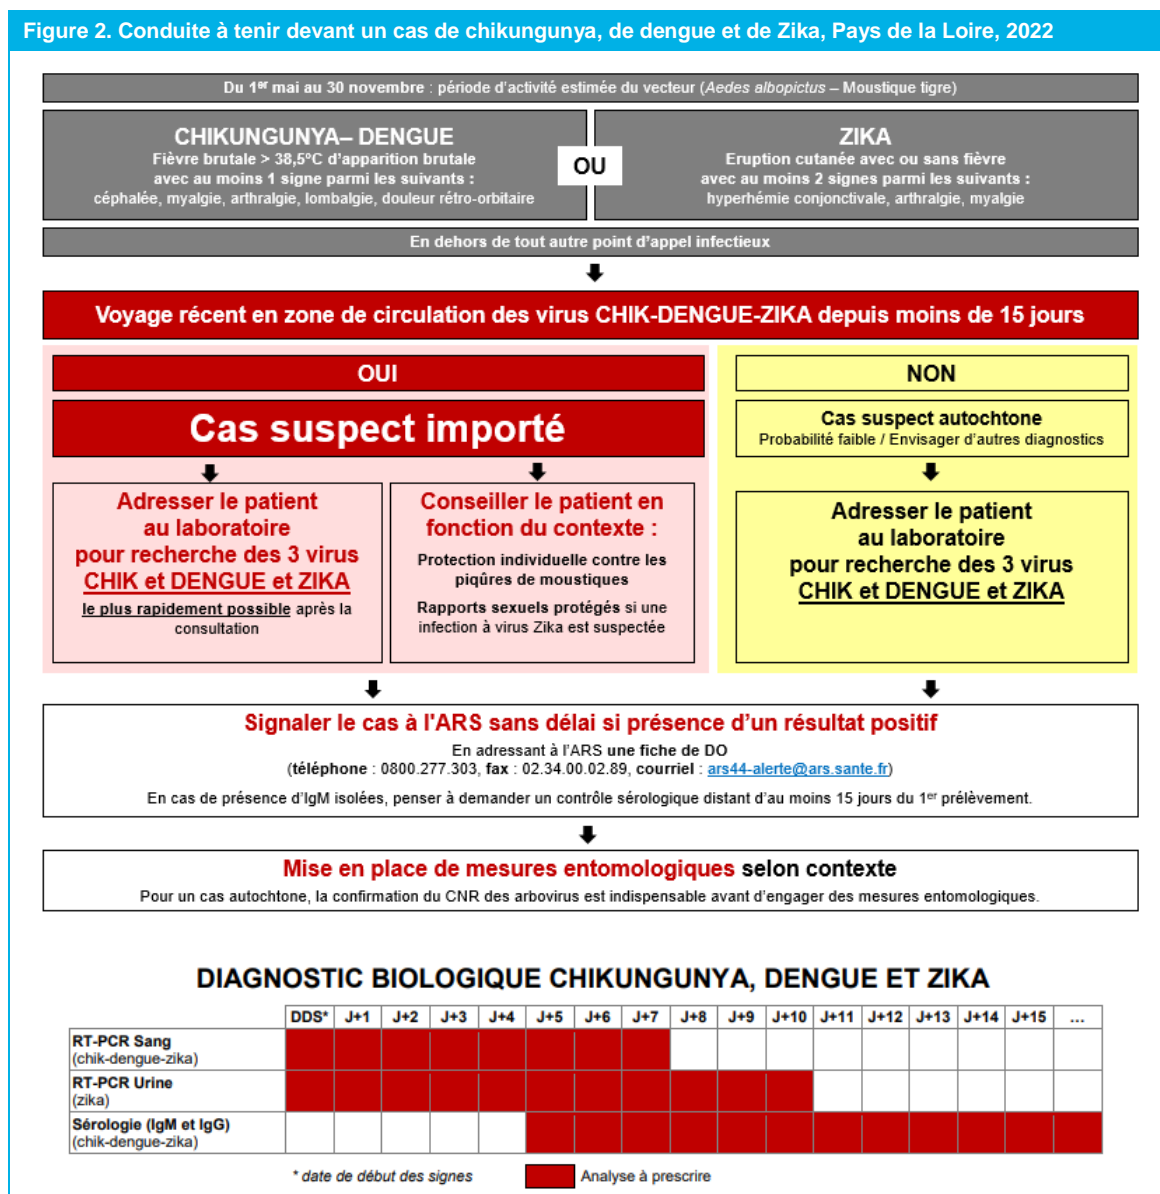 Figure 2. Conduite à tenir devant un cas de chikungunya, de dengue et de Zika, Pays de la Loire, 2022
Du 1er mai au 30 novembre : période d'activité estimée du vecteur (Aedes albopictus – Moustique tigre)
CHIKUNGUNYA– DENGUE
Fièvre brutale > 38,5°C d'apparition brutale
avec au moins 1 signe parmi les suivants :
céphalée, myalgie, arthralgie, lombalgie, douleur rétro-orbitaire
OU
ZIKA
Eruption cutanée avec ou sans fièvre
avec au moins 2 signes parmi les suivants :
hyperhémie conjonctivale, arthralgie, myalgie
En dehors de tout autre point d'appel infectieux
Voyage récent en zone de circulation des virus CHIK-DENGUE-ZIKA depuis moins de 15 jours
OUI
Cas suspect importé
Adresser le patient
au laboratoire
pour recherche des 3 virus
CHIK et DENGUE et ZIKA
le plus rapidement possible après la
consultation
Conseiller le patient en
fonction du contexte :
Protection individuelle contre les
piqûres de moustiques
Rapports sexuels protégés si une
infection à virus Zika est suspectée
NON
Cas suspect autochtone
Probabilité faible / Envisager d'autres diagnostics
Adresser le patient
au laboratoire
pour recherche des 3 virus
CHIK et DENGUE et ZIKA
Signaler le cas à l'ARS sans délai si présence d'un résultat positif
En adressant à l'ARS une fiche de DO
(téléphone : 0800.277.303, fax : 02.34.00.02.89, courriel : ars44-alerte@ars.sante.fr)
En cas de présence d'IgM isolées, penser à demander un contrôle sérologique distant d'au moins 15 jours du 1er prélèvement.
Mise en place de mesures entomologiques selon contexte
Pour un cas autochtone, la confirmation du CNR des arbovirus est indispensable avant d'engager des mesures entomologiques.
DIAGNOSTIC BIOLOGIQUE CHIKUNGUNYA, DENGUE ET ZIKA
DDS* J+1 J+2 J+3 J+4 J+5 J+6 J+7 J+8 J+9 J+10 J+11 J+12 J+13 J+14 J+15 ...
RT-PCR Sang
(chik-dengue-zika)
RT-PCR Urine
(zika)
Sérologie (IgM et IgG)
(chik-dengue-zika)
* date de début des signes
Analyse à prescrire